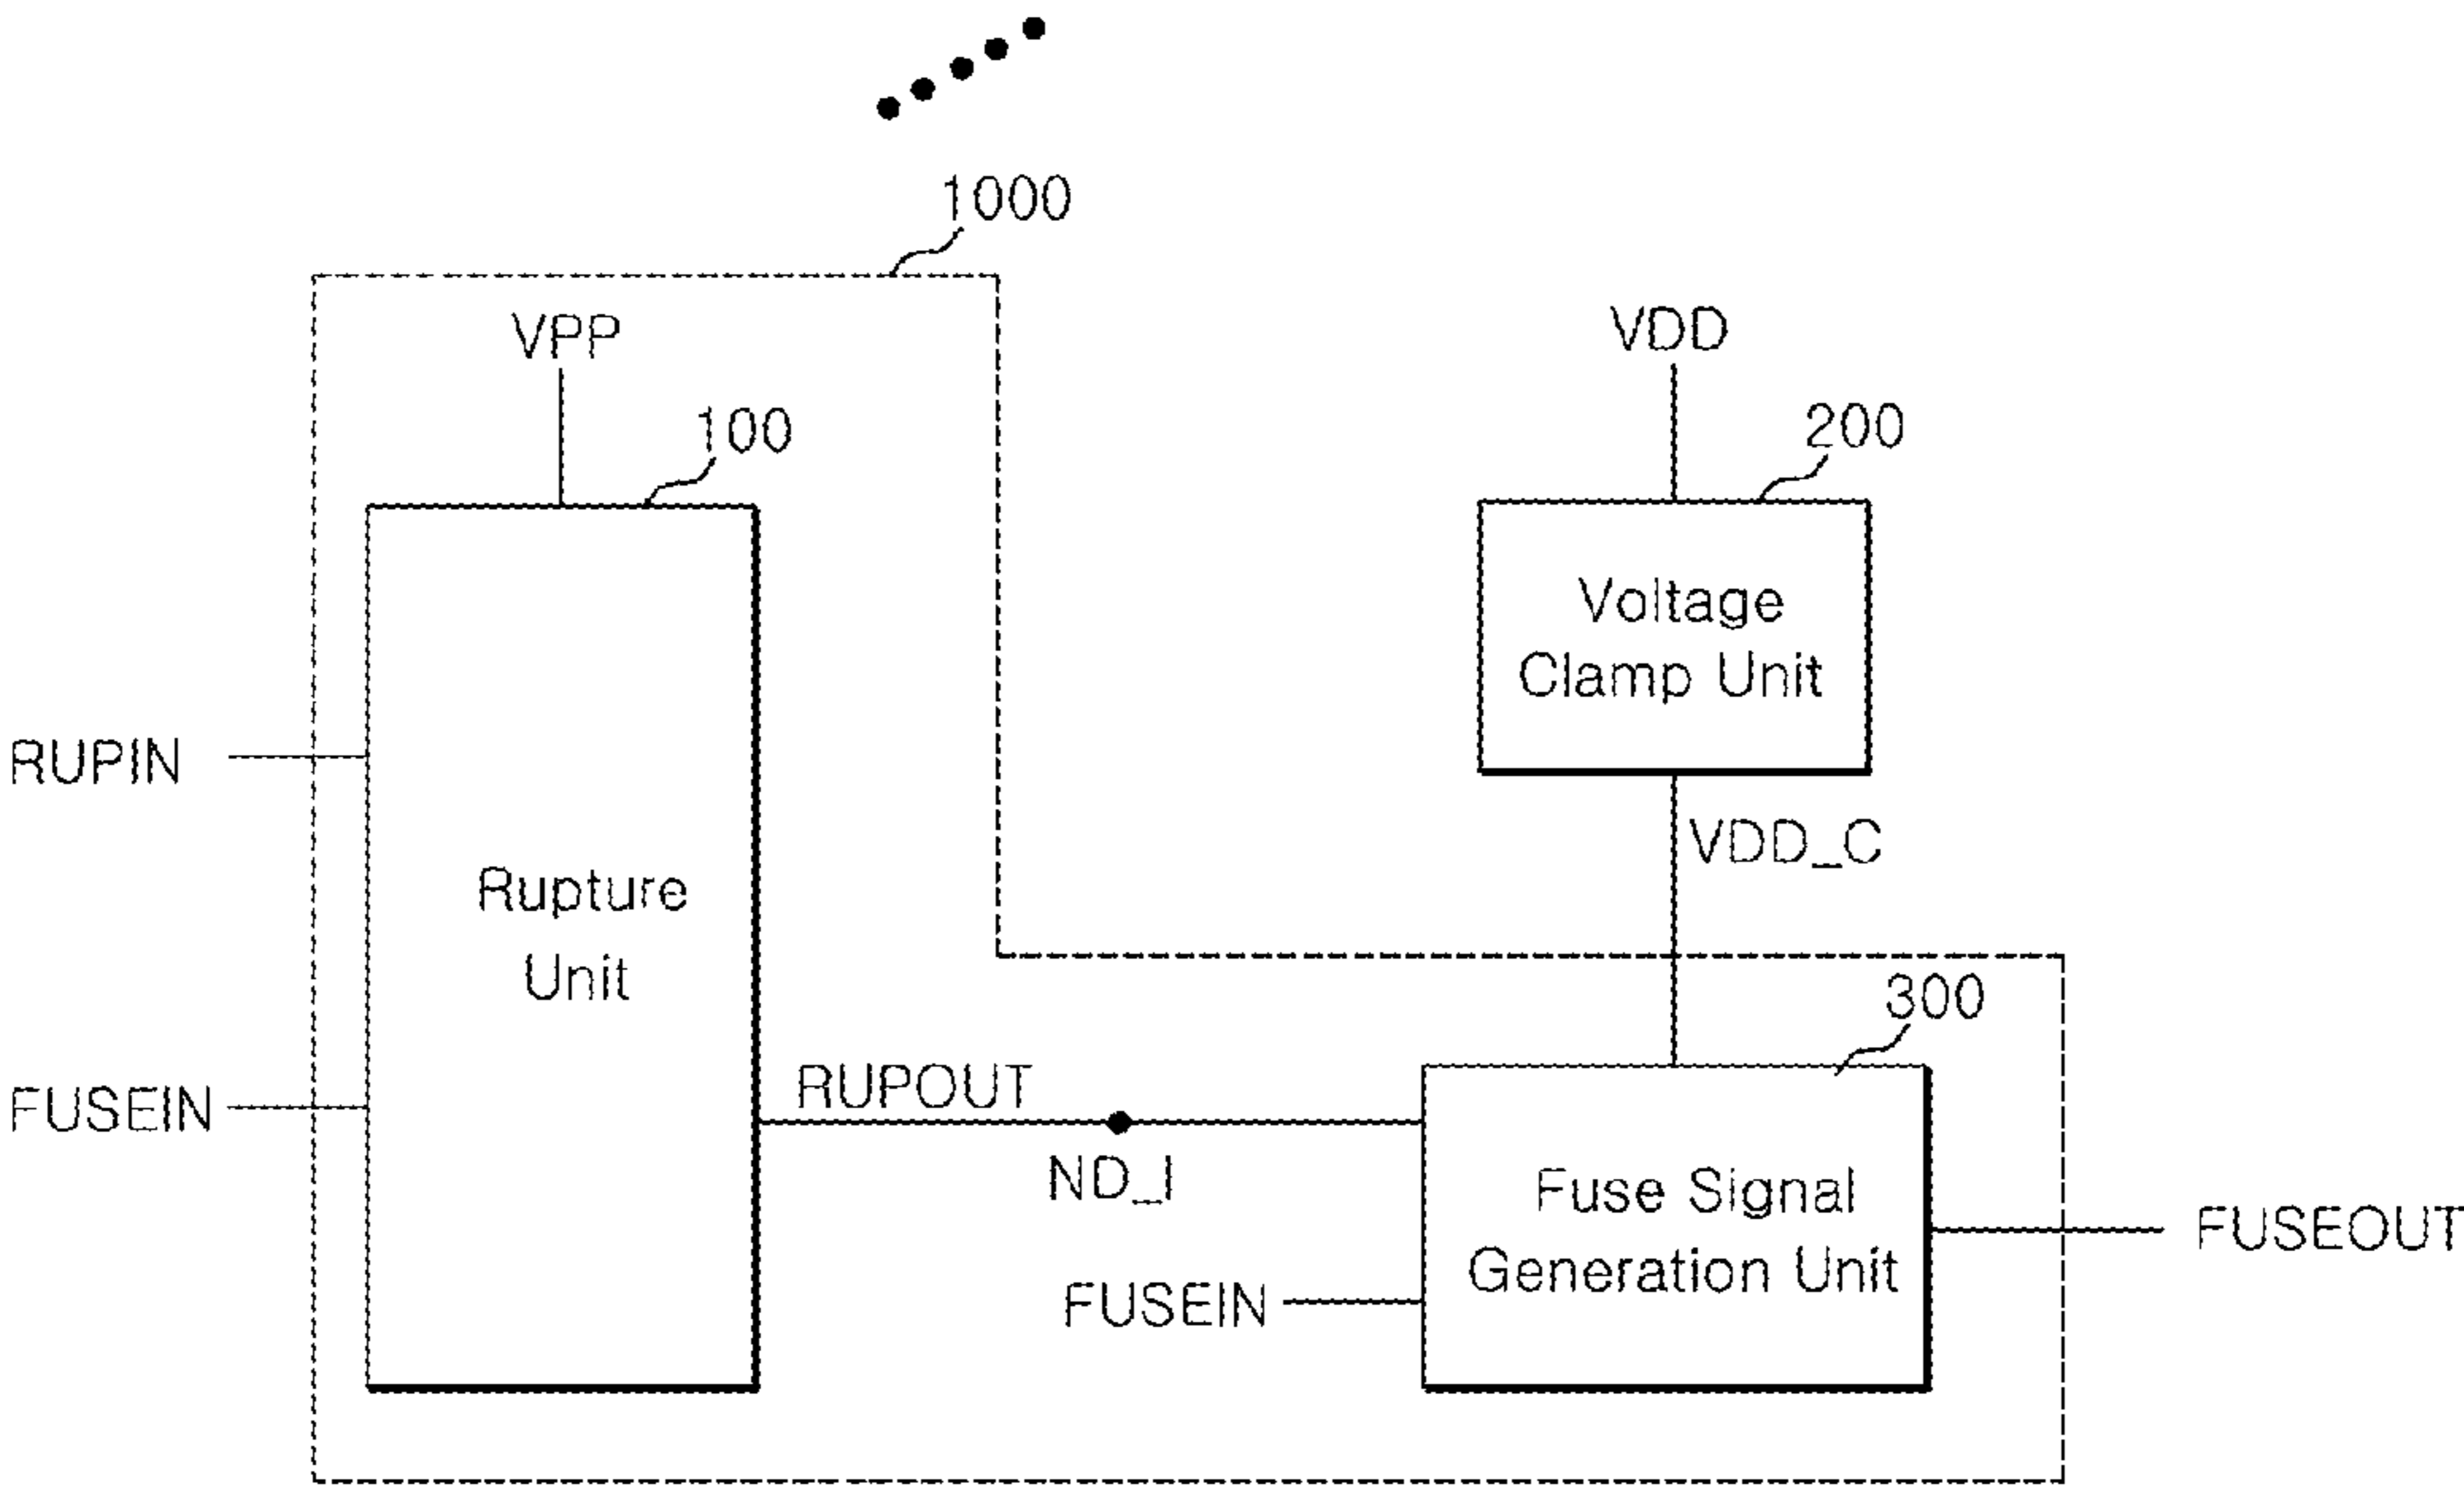 1000
VPP
VDD
100
200
Voltage
Clamp Unit
RUPIN
VDD_C
Rupture
Unit
300
FUSEIN
RUPOUT
ND_I
Fuse Signal
Generation Unit
FUSEOUT
FUSEIN